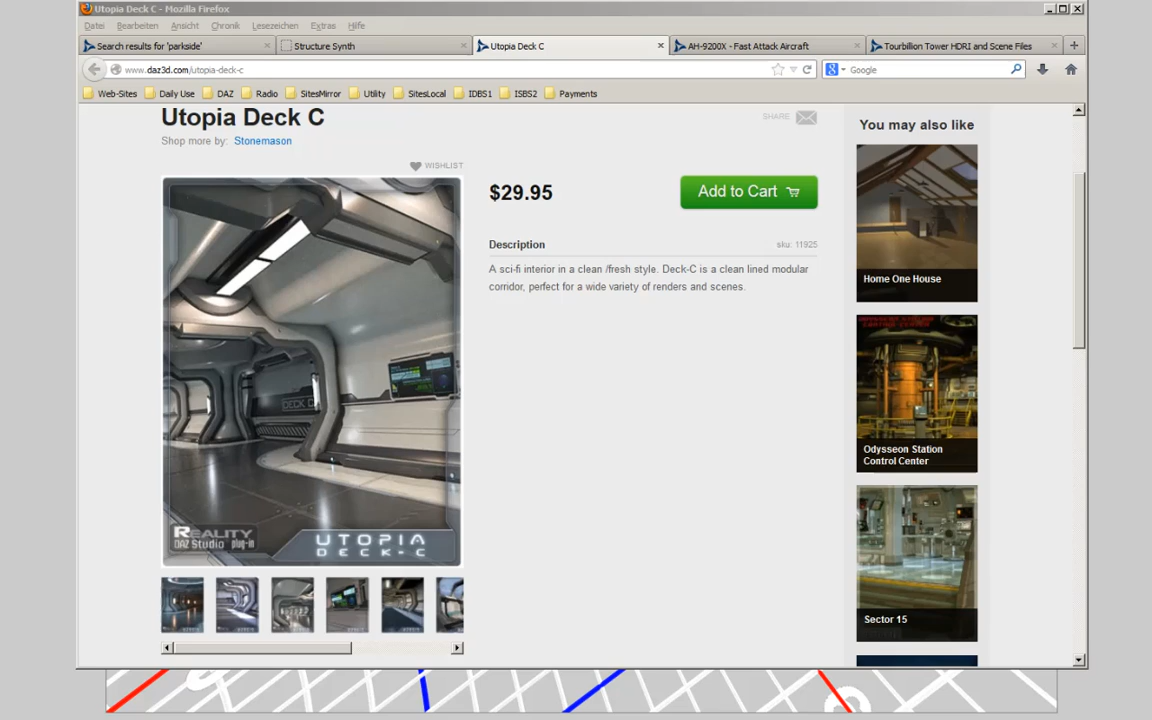 Utopia Deck C - Mozilla Firefox
Datei Bearbeiten Ansicht Chronik Lesezeichen Extras Hilfe
Search results for 'parkside' × Structure Synth × Utopia Deck C × AH-9200X - Fast Attack Aircraft × Tourbillion Tower HDRI and Scene Files × +
www.daz3d.com/utopia-deck-c
Google
Web-Sites Daily Use DAZ Radio SitesMirror Utility SitesLocal IDBS1 ISBS2 Payments
Utopia Deck C
SHARE
Shop more by: Stonemason
WISHLIST
$29.95
Add to Cart
Description
sku: 11925
A sci-fi interior in a clean /fresh style. Deck-C is a clean lined modular
corridor, perfect for a wide variety of renders and scenes.
DECK
REALITY
DAZ Studio plug-in
UTOPIA
DECK-C
You may also like
Home One House
Odysseon Station
Control Center
Sector 15